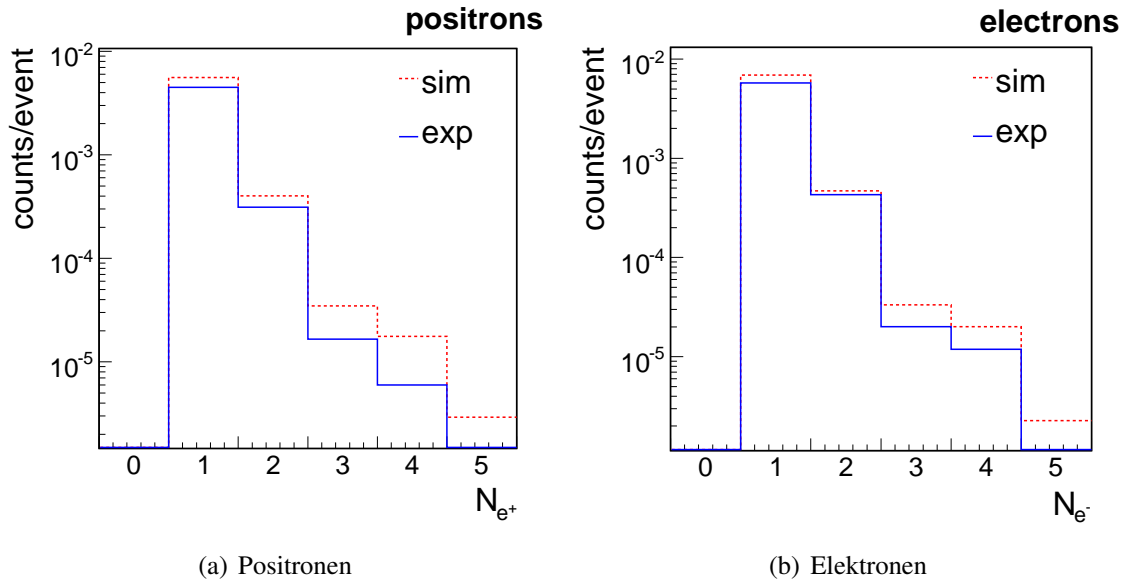 positrons
counts/event
10⁻²
10⁻³
10⁻⁴
10⁻⁵
sim
exp
0 1 2 3 4 5
Nₑ⁺
(a) Positronen
electrons
counts/event
10⁻²
10⁻³
10⁻⁴
10⁻⁵
sim
exp
0 1 2 3 4 5
Nₑ⁻
(b) Elektronen